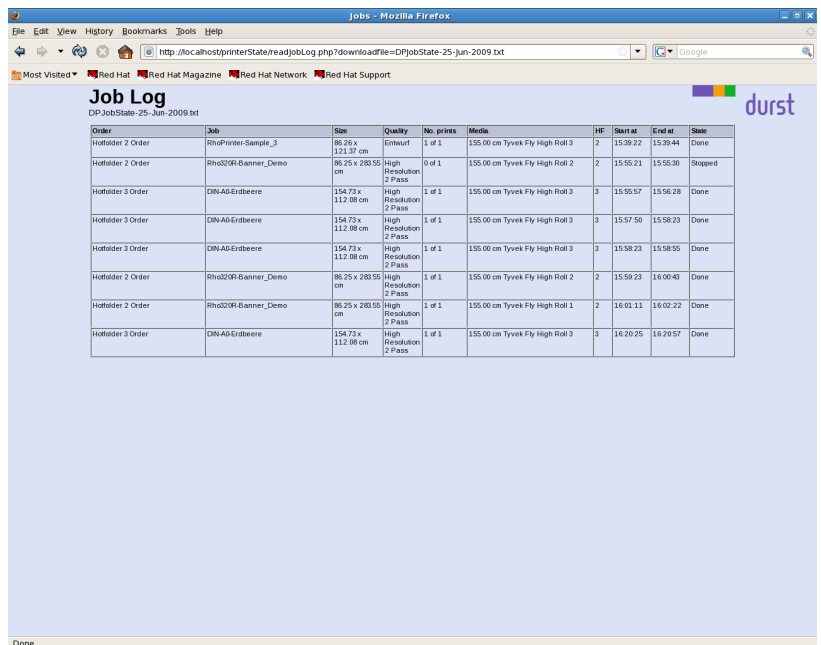 Jobs - Mozilla Firefox
File Edit View History Bookmarks Tools Help
http://localhost/printerState/readJobLog.php?downloadfile=DPJobState-25-Jun-2009.txt
Google
Most Visited Red Hat Red Hat Magazine Red Hat Network Red Hat Support
Job Log
DPJobState-25-Jun-2009.txt
durst
Order Job Size Quality No. prints Media HF Start at End at State
Hotfolder 2 Order RhoPrinter-Sample_3 86.26 x Entwurf 1 of 1 155.00 cm Tyvek Fly High Roll 3 2 15:39:22 15:39:44 Done
121.37 cm
Hotfolder 2 Order Rho320R-Banner_Demo 86.25 x 283.55 High 0 of 1 155.00 cm Tyvek Fly High Roll 2 2 15:55:21 15:55:30 Stopped
cm Resolution
2 Pass
Hotfolder 3 Order DIN-A0-Erdbeere 154.73 x High 1 of 1 155.00 cm Tyvek Fly High Roll 3 3 15:55:57 15:56:28 Done
112.08 cm Resolution
2 Pass
Hotfolder 3 Order DIN-A0-Erdbeere 154.73 x High 1 of 1 155.00 cm Tyvek Fly High Roll 3 3 15:57:50 15:58:23 Done
112.08 cm Resolution
2 Pass
Hotfolder 3 Order DIN-A0-Erdbeere 154.73 x High 1 of 1 155.00 cm Tyvek Fly High Roll 3 3 15:58:23 15:58:55 Done
112.08 cm Resolution
2 Pass
Hotfolder 2 Order Rho320R-Banner_Demo 86.25 x 283.55 High 1 of 1 155.00 cm Tyvek Fly High Roll 2 2 15:59:23 16:00:43 Done
cm Resolution
2 Pass
Hotfolder 2 Order Rho320R-Banner_Demo 86.25 x 283.55 High 1 of 1 155.00 cm Tyvek Fly High Roll 1 2 16:01:11 16:02:22 Done
cm Resolution
2 Pass
Hotfolder 3 Order DIN-A0-Erdbeere 154.73 x High 1 of 1 155.00 cm Tyvek Fly High Roll 3 3 16:20:25 16:20:57 Done
112.08 cm Resolution
2 Pass
Done